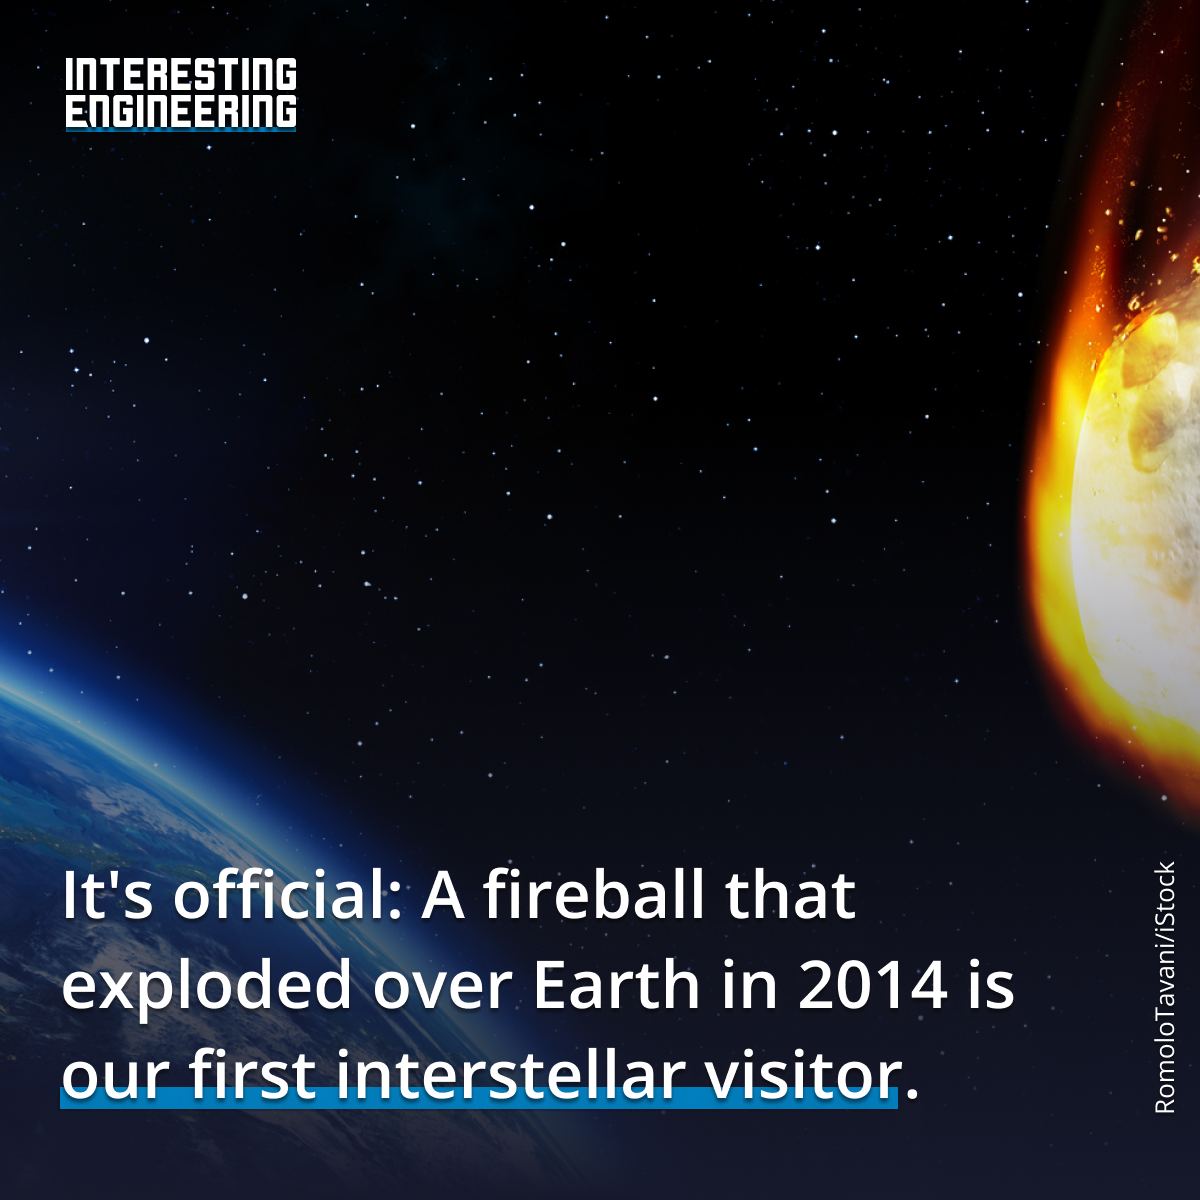 INTERESTING
ENGINEERING
It's official: A fireball that
exploded over Earth in 2014 is
our first interstellar visitor.
RomoloTavani/iStock